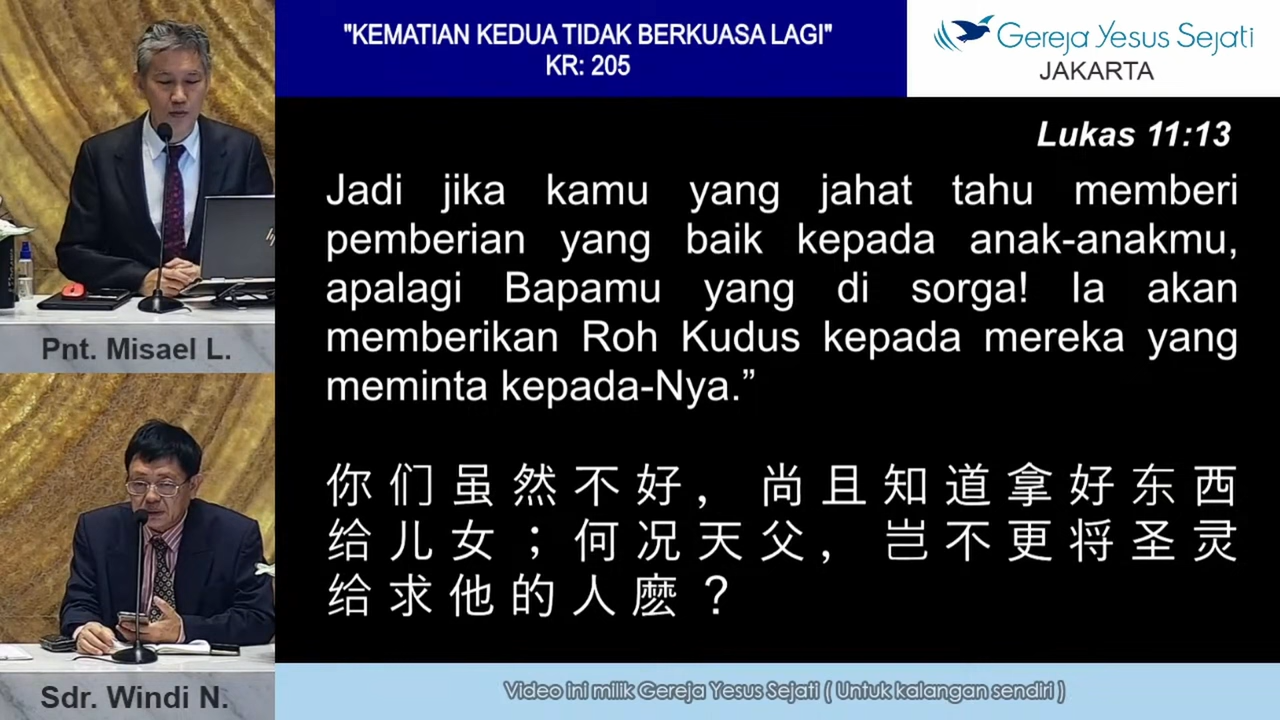 "KEMATIAN KEDUA TIDAK BERKUASA LAGI"
KR: 205
Gereja Yesus Sejati
JAKARTA
Lukas 11:13
Jadi jika kamu yang jahat tahu memberi
pemberian yang baik kepada anak-anakmu,
apalagi Bapamu yang di sorga! Ia akan
memberikan Roh Kudus kepada mereka yang
meminta kepada-Nya.”
你们虽然不好，尚且知道拿好东西
给儿女；何况天父，岂不更将圣灵
给求他的人麽？
Pnt. Misael L.
Sdr. Windi N.
Video ini milik Gereja Yesus Sejati ( Untuk kalangan sendiri )